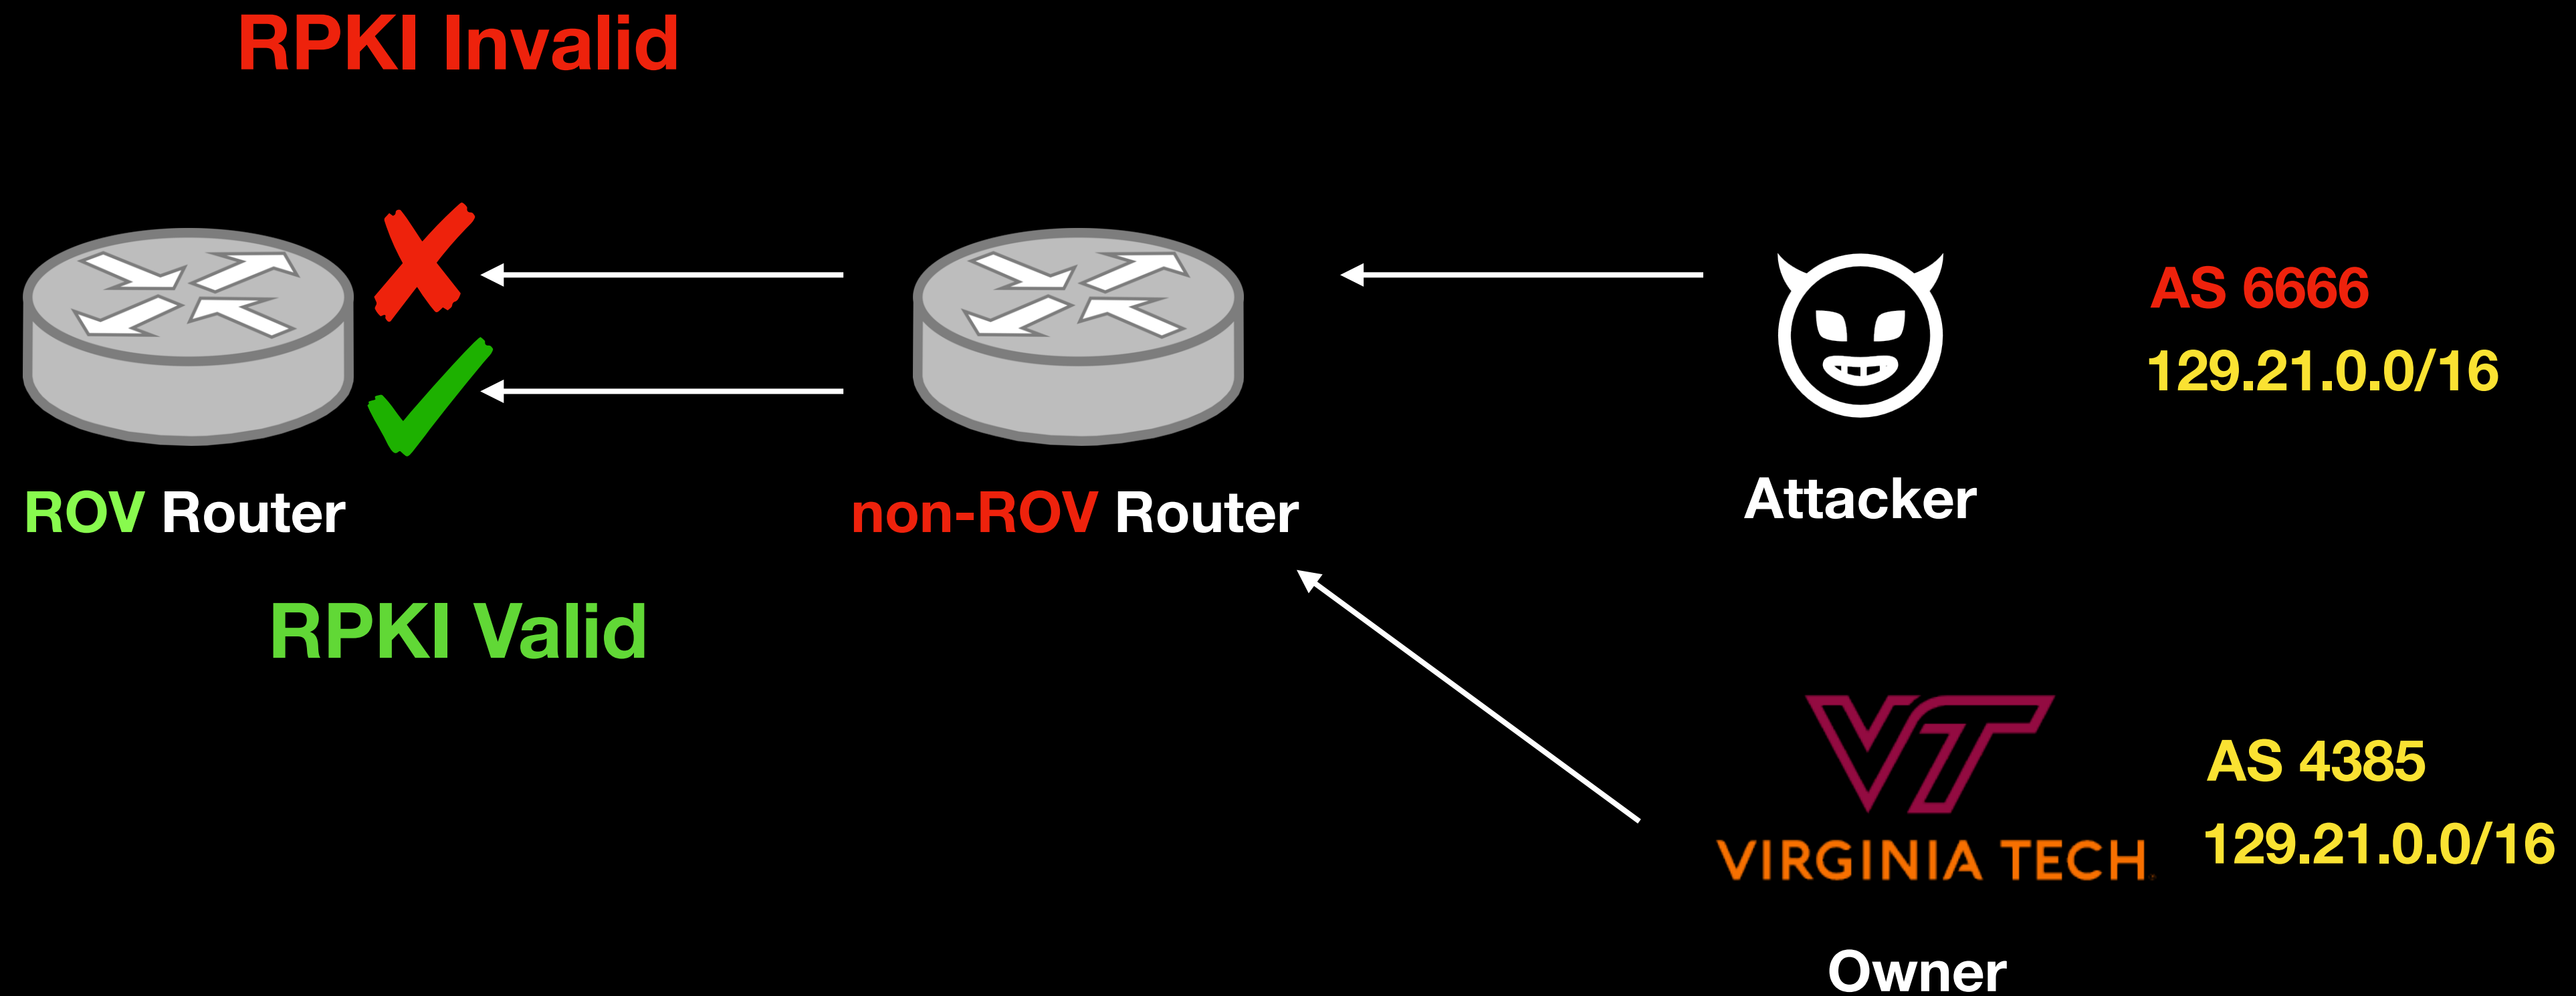 RPKI Invalid
AS 6666
129.21.0.0/16
ROV Router
non-ROV Router
Attacker
RPKI Valid
VT
VIRGINIA TECH
AS 4385
129.21.0.0/16
Owner